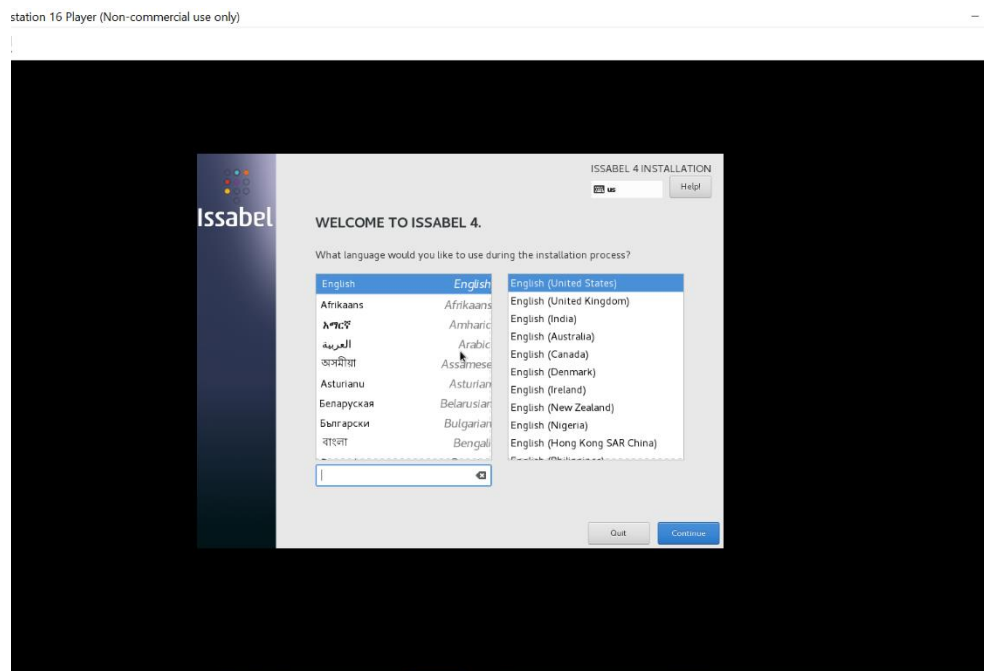 station 16 Player (Non-commercial use only)
ISSABEL 4 INSTALLATION
us
Help!
Issabel
WELCOME TO ISSABEL 4.
What language would you like to use during the installation process?
English English
Afrikaans Afrikaans
አማርኛ Amharic
العربية Arabic
অসমীয়া Assamese
Asturianu Asturian
Беларуская Belarusian
Български Bulgarian
বাংলা Bengali
English (United States)
English (United Kingdom)
English (India)
English (Australia)
English (Canada)
English (Denmark)
English (Ireland)
English (New Zealand)
English (Nigeria)
English (Hong Kong SAR China)
English (Philippines)
Quit
Continue